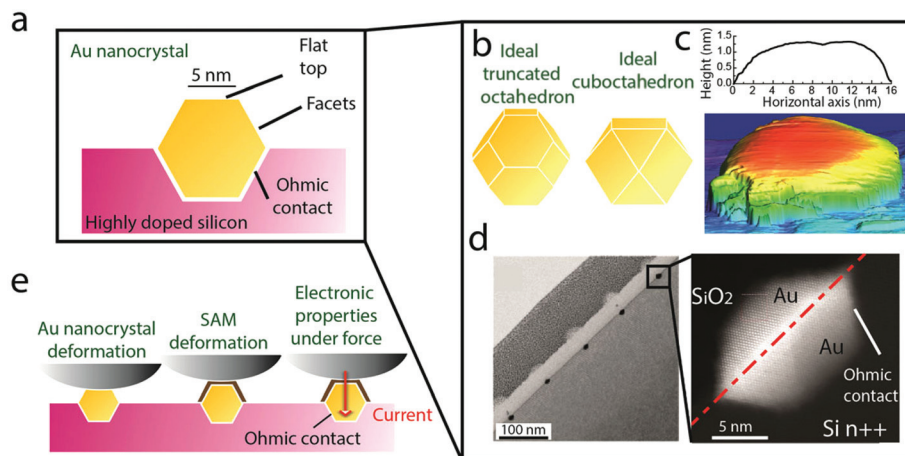 a
Au nanocrystal
Flat
top
5 nm
Facets
Ohmic
contact
Highly doped silicon
b
Ideal
truncated
octahedron
Ideal
cuboctahedron
c
Height (nm)
1.5
1.0
0.5
0.0
0 2 4 6 8 10 12 14 16
Horizontal axis (nm)
d
100 nm
SiO2
Au
Au
Ohmic
contact
5 nm
Si n++
e
Au nanocrystal
deformation
SAM
deformation
Electronic
properties
under force
Current
Ohmic contact